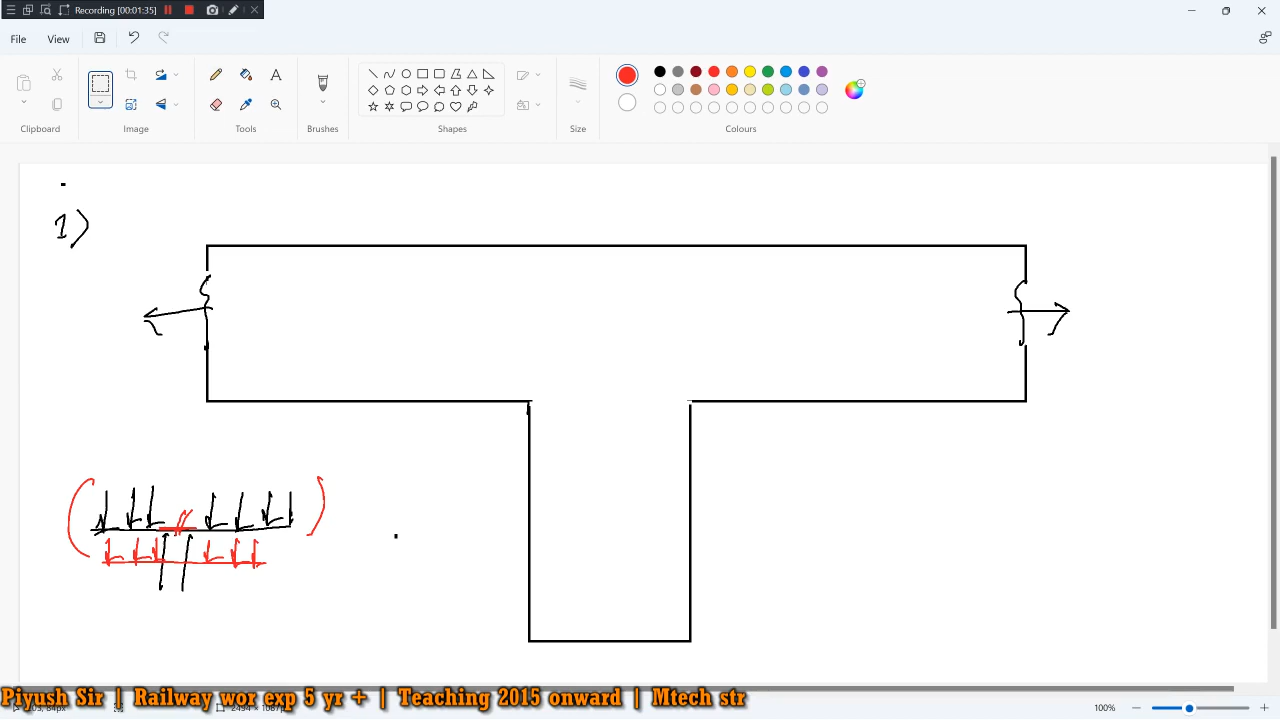 Recording [00:01:35]
File View
Clipboard Image Tools Brushes Shapes Size Colours
1)
Piyush Sir | Railway wor exp 5 yr + | Teaching 2015 onward | Mtech str
100%